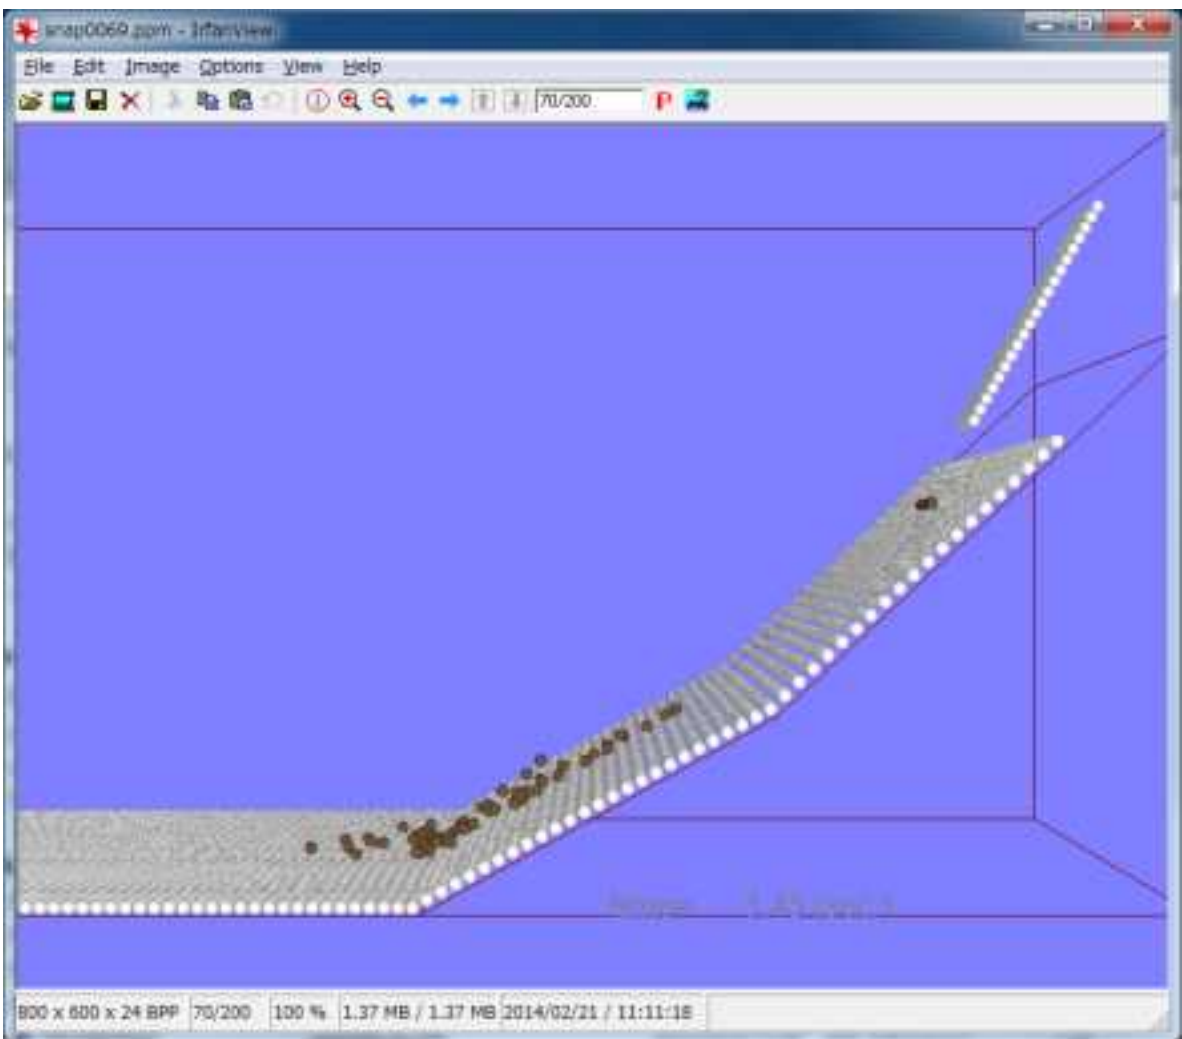 snap0069.ppm - IrfanView
File Edit Image Options View Help
70/200 P
800 x 600 x 24 BPP 70/200 100 % 1.37 MB / 1.37 MB 2014/02/21 / 11:11:18